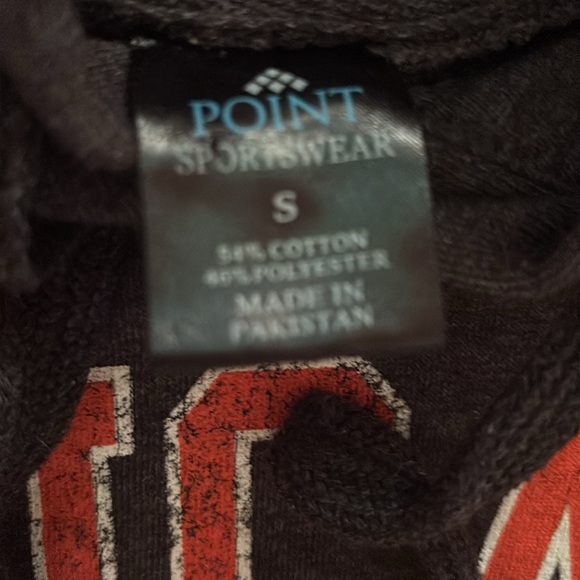 POINT
SPORTSWEAR
S
54% COTTON
46% POLYESTER
MADE IN
PAKISTAN